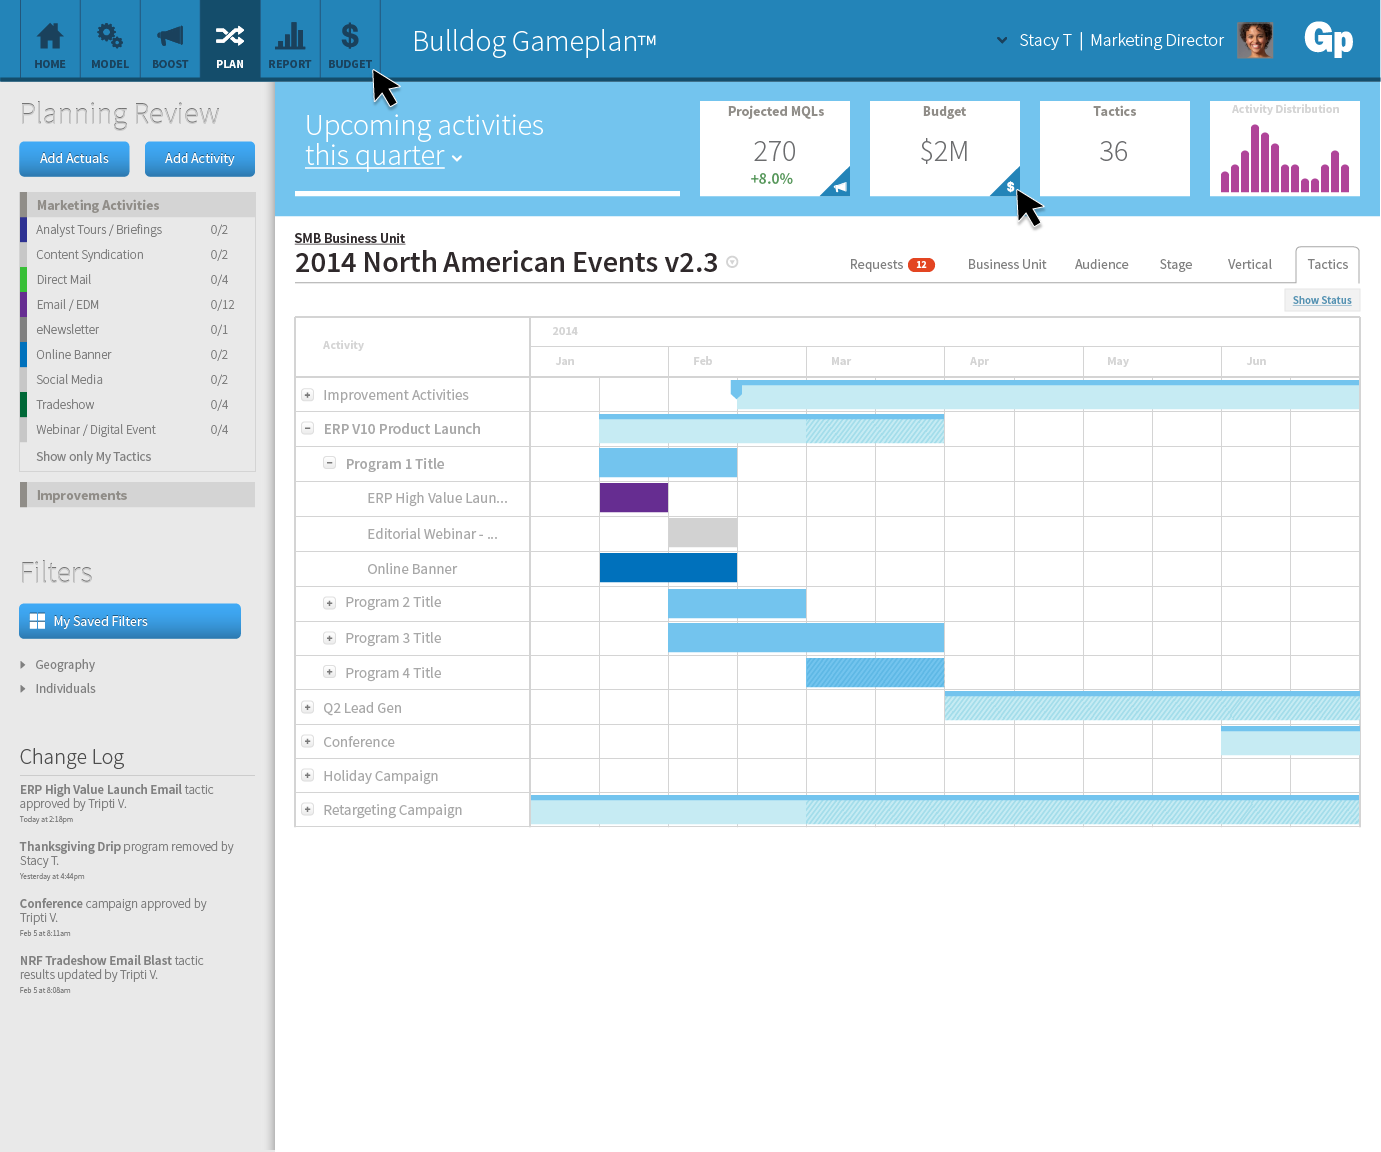 HOME
MODEL
BOOST
PLAN
REPORT
BUDGET
Bulldog Gameplan™
Stacy T | Marketing Director
Gp
Planning Review
Add Actuals
Add Activity
Marketing Activities
Analyst Tours / Briefings 0/2
Content Syndication 0/2
Direct Mail 0/4
Email / EDM 0/12
eNewsletter 0/1
Online Banner 0/2
Social Media 0/2
Tradeshow 0/4
Webinar / Digital Event 0/4
Show only My Tactics
Improvements
Filters
My Saved Filters
Geography
Individuals
Change Log
ERP High Value Launch Email tactic
approved by Tripti V.
Today at 2:18pm
Thanksgiving Drip program removed by
Stacy T.
Yesterday at 4:44pm
Conference campaign approved by
Tripti V.
Feb 5 at 8:11am
NRF Tradeshow Email Blast tactic
results updated by Tripti V.
Feb 5 at 8:08am
Upcoming activities
this quarter
Projected MQLs
270
+8.0%
Budget
$2M
$
Tactics
36
Activity Distribution
SMB Business Unit
2014 North American Events v2.3
Requests 12
Business Unit
Audience
Stage
Vertical
Tactics
Show Status
Activity
2014
Jan
Feb
Mar
Apr
May
Jun
Improvement Activities
ERP V10 Product Launch
Program 1 Title
ERP High Value Laun...
Editorial Webinar - ...
Online Banner
Program 2 Title
Program 3 Title
Program 4 Title
Q2 Lead Gen
Conference
Holiday Campaign
Retargeting Campaign